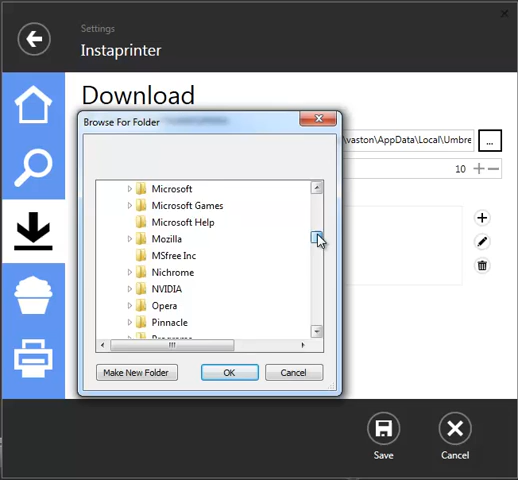 Settings
Instaprinter
Download
Browse For Folder
\vaston\AppData\Local\Umbre
...
10
Microsoft
Microsoft Games
Microsoft Help
Mozilla
MSfree Inc
Nichrome
NVIDIA
Opera
Pinnacle
Make New Folder
OK
Cancel
Save
Cancel